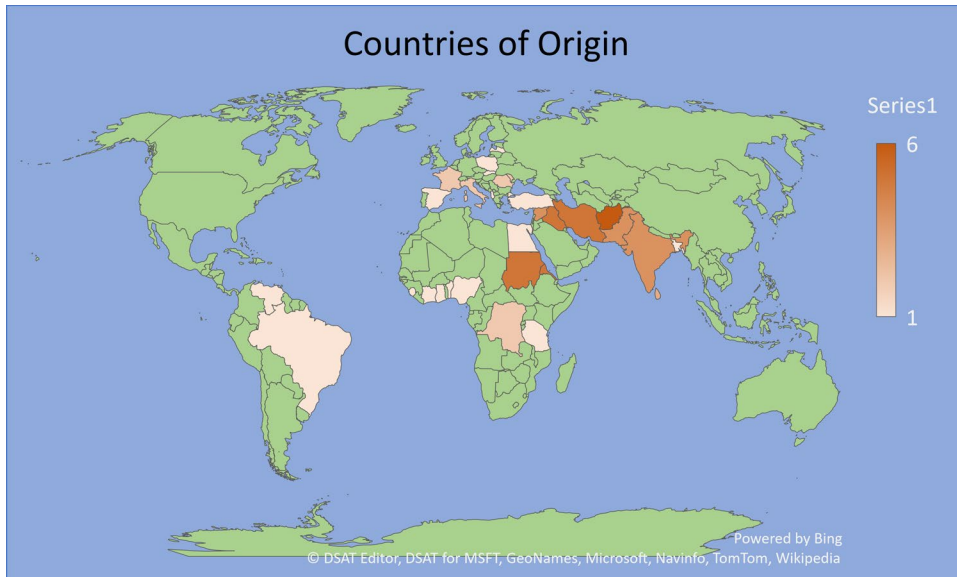 Countries of Origin
Series1
6
1
Powered by Bing
© DSAT Editor, DSAT for MSFT, GeoNames, Microsoft, Navinfo, TomTom, Wikipedia